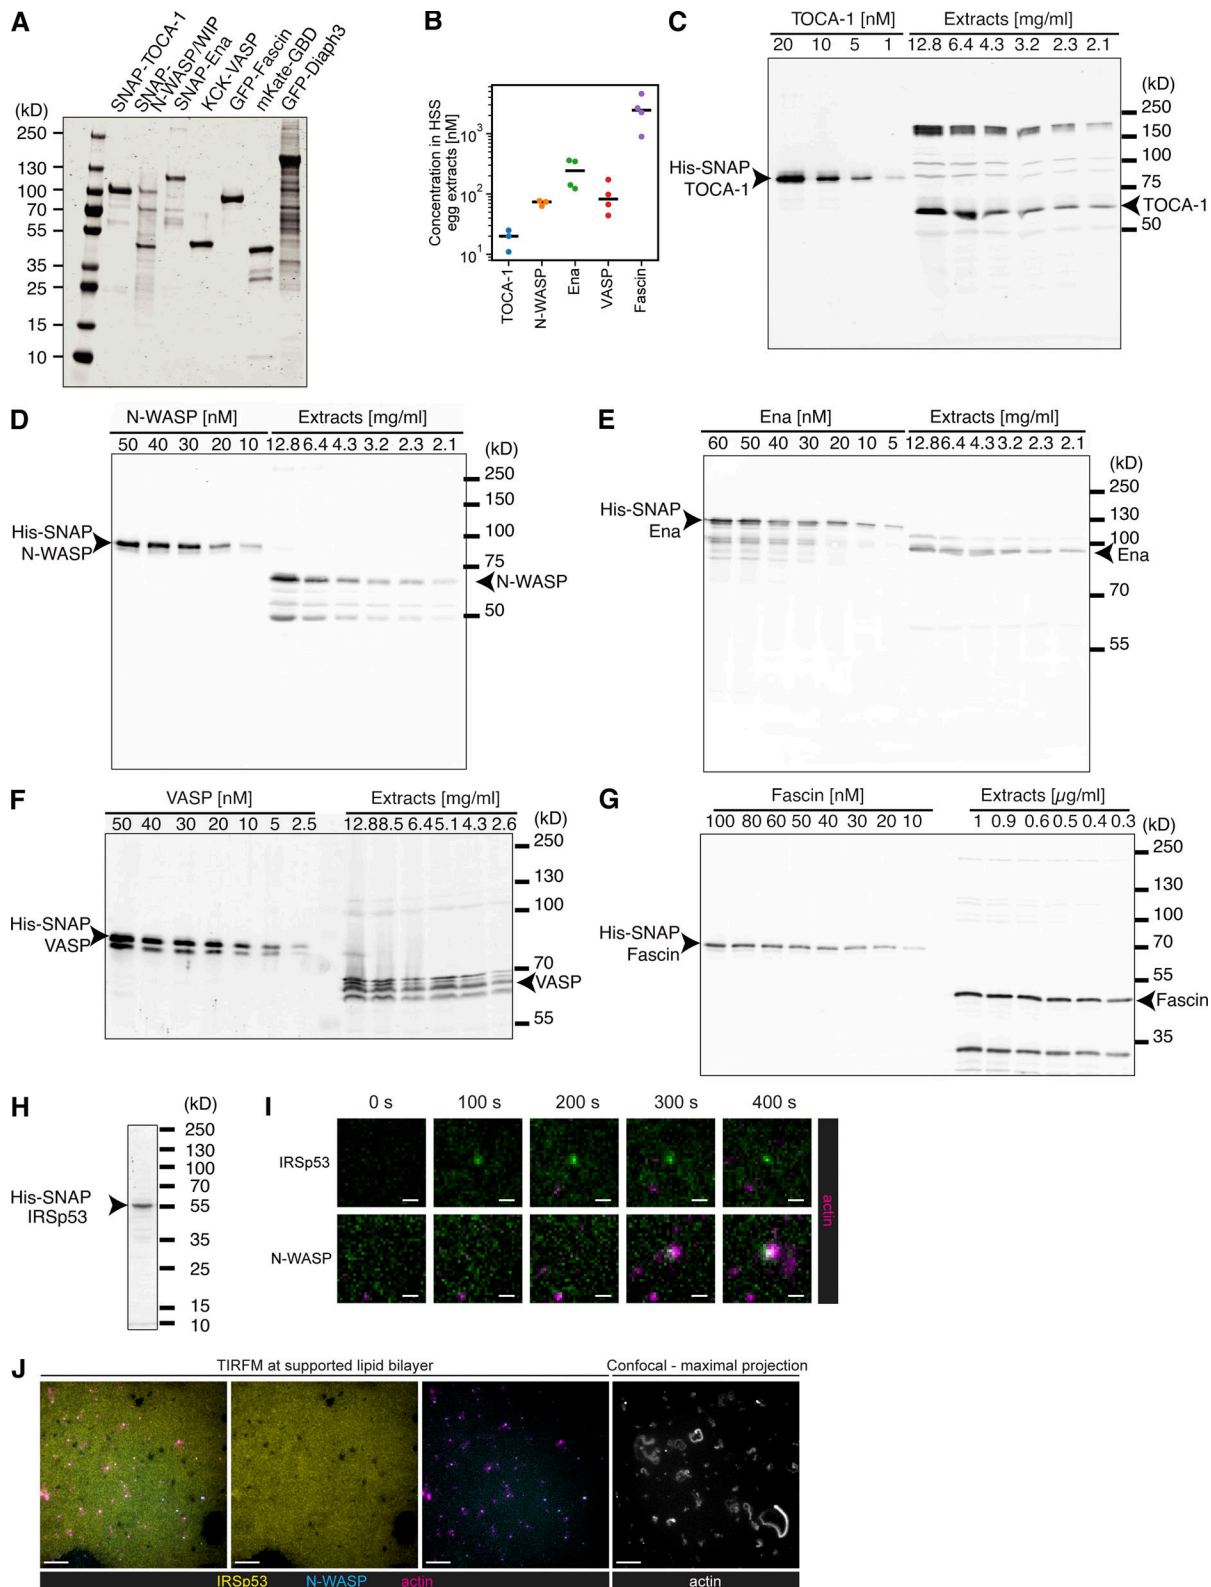 A
SNAP-TOCA-1
SNAP-
N-WASP/WIP
SNAP-Ena
KCK-VASP
GFP-Fascin
mKate-GBD
GFP-Diaph3
(kD)
250
130
100
70
55
35
25
15
10
B
Concentration in HSS
egg extracts [nM]
10³
10²
10¹
TOCA-1
N-WASP
Ena
VASP
Fascin
C
TOCA-1 [nM] Extracts [mg/ml]
20 10 5 1 12.8 6.4 4.3 3.2 2.3 2.1
(kD)
250
150
100
75
50
His-SNAP
TOCA-1
TOCA-1
D
N-WASP [nM] Extracts [mg/ml]
50 40 30 20 10 12.8 6.4 4.3 3.2 2.3 2.1
(kD)
250
150
100
75
50
His-SNAP
N-WASP
N-WASP
E
Ena [nM] Extracts [mg/ml]
60 50 40 30 20 10 5 12.8 6.4 4.3 3.2 2.3 2.1
(kD)
250
130
100
70
55
His-SNAP
Ena
Ena
F
VASP [nM] Extracts [mg/ml]
50 40 30 20 10 5 2.5 12.8 8.5 6.4 5.1 4.3 2.6
(kD)
250
130
100
70
55
His-SNAP
VASP
VASP
G
Fascin [nM] Extracts [µg/ml]
100 80 60 50 40 30 20 10 1 0.9 0.6 0.5 0.4 0.3
(kD)
250
130
100
70
55
35
His-SNAP
Fascin
Fascin
H
(kD)
250
130
100
70
55
35
25
15
10
His-SNAP
IRSp53
I
0 s 100 s 200 s 300 s 400 s
IRSp53
N-WASP
actin
J
TIRFM at supported lipid bilayer Confocal - maximal projection
IRSp53 N-WASP actin actin